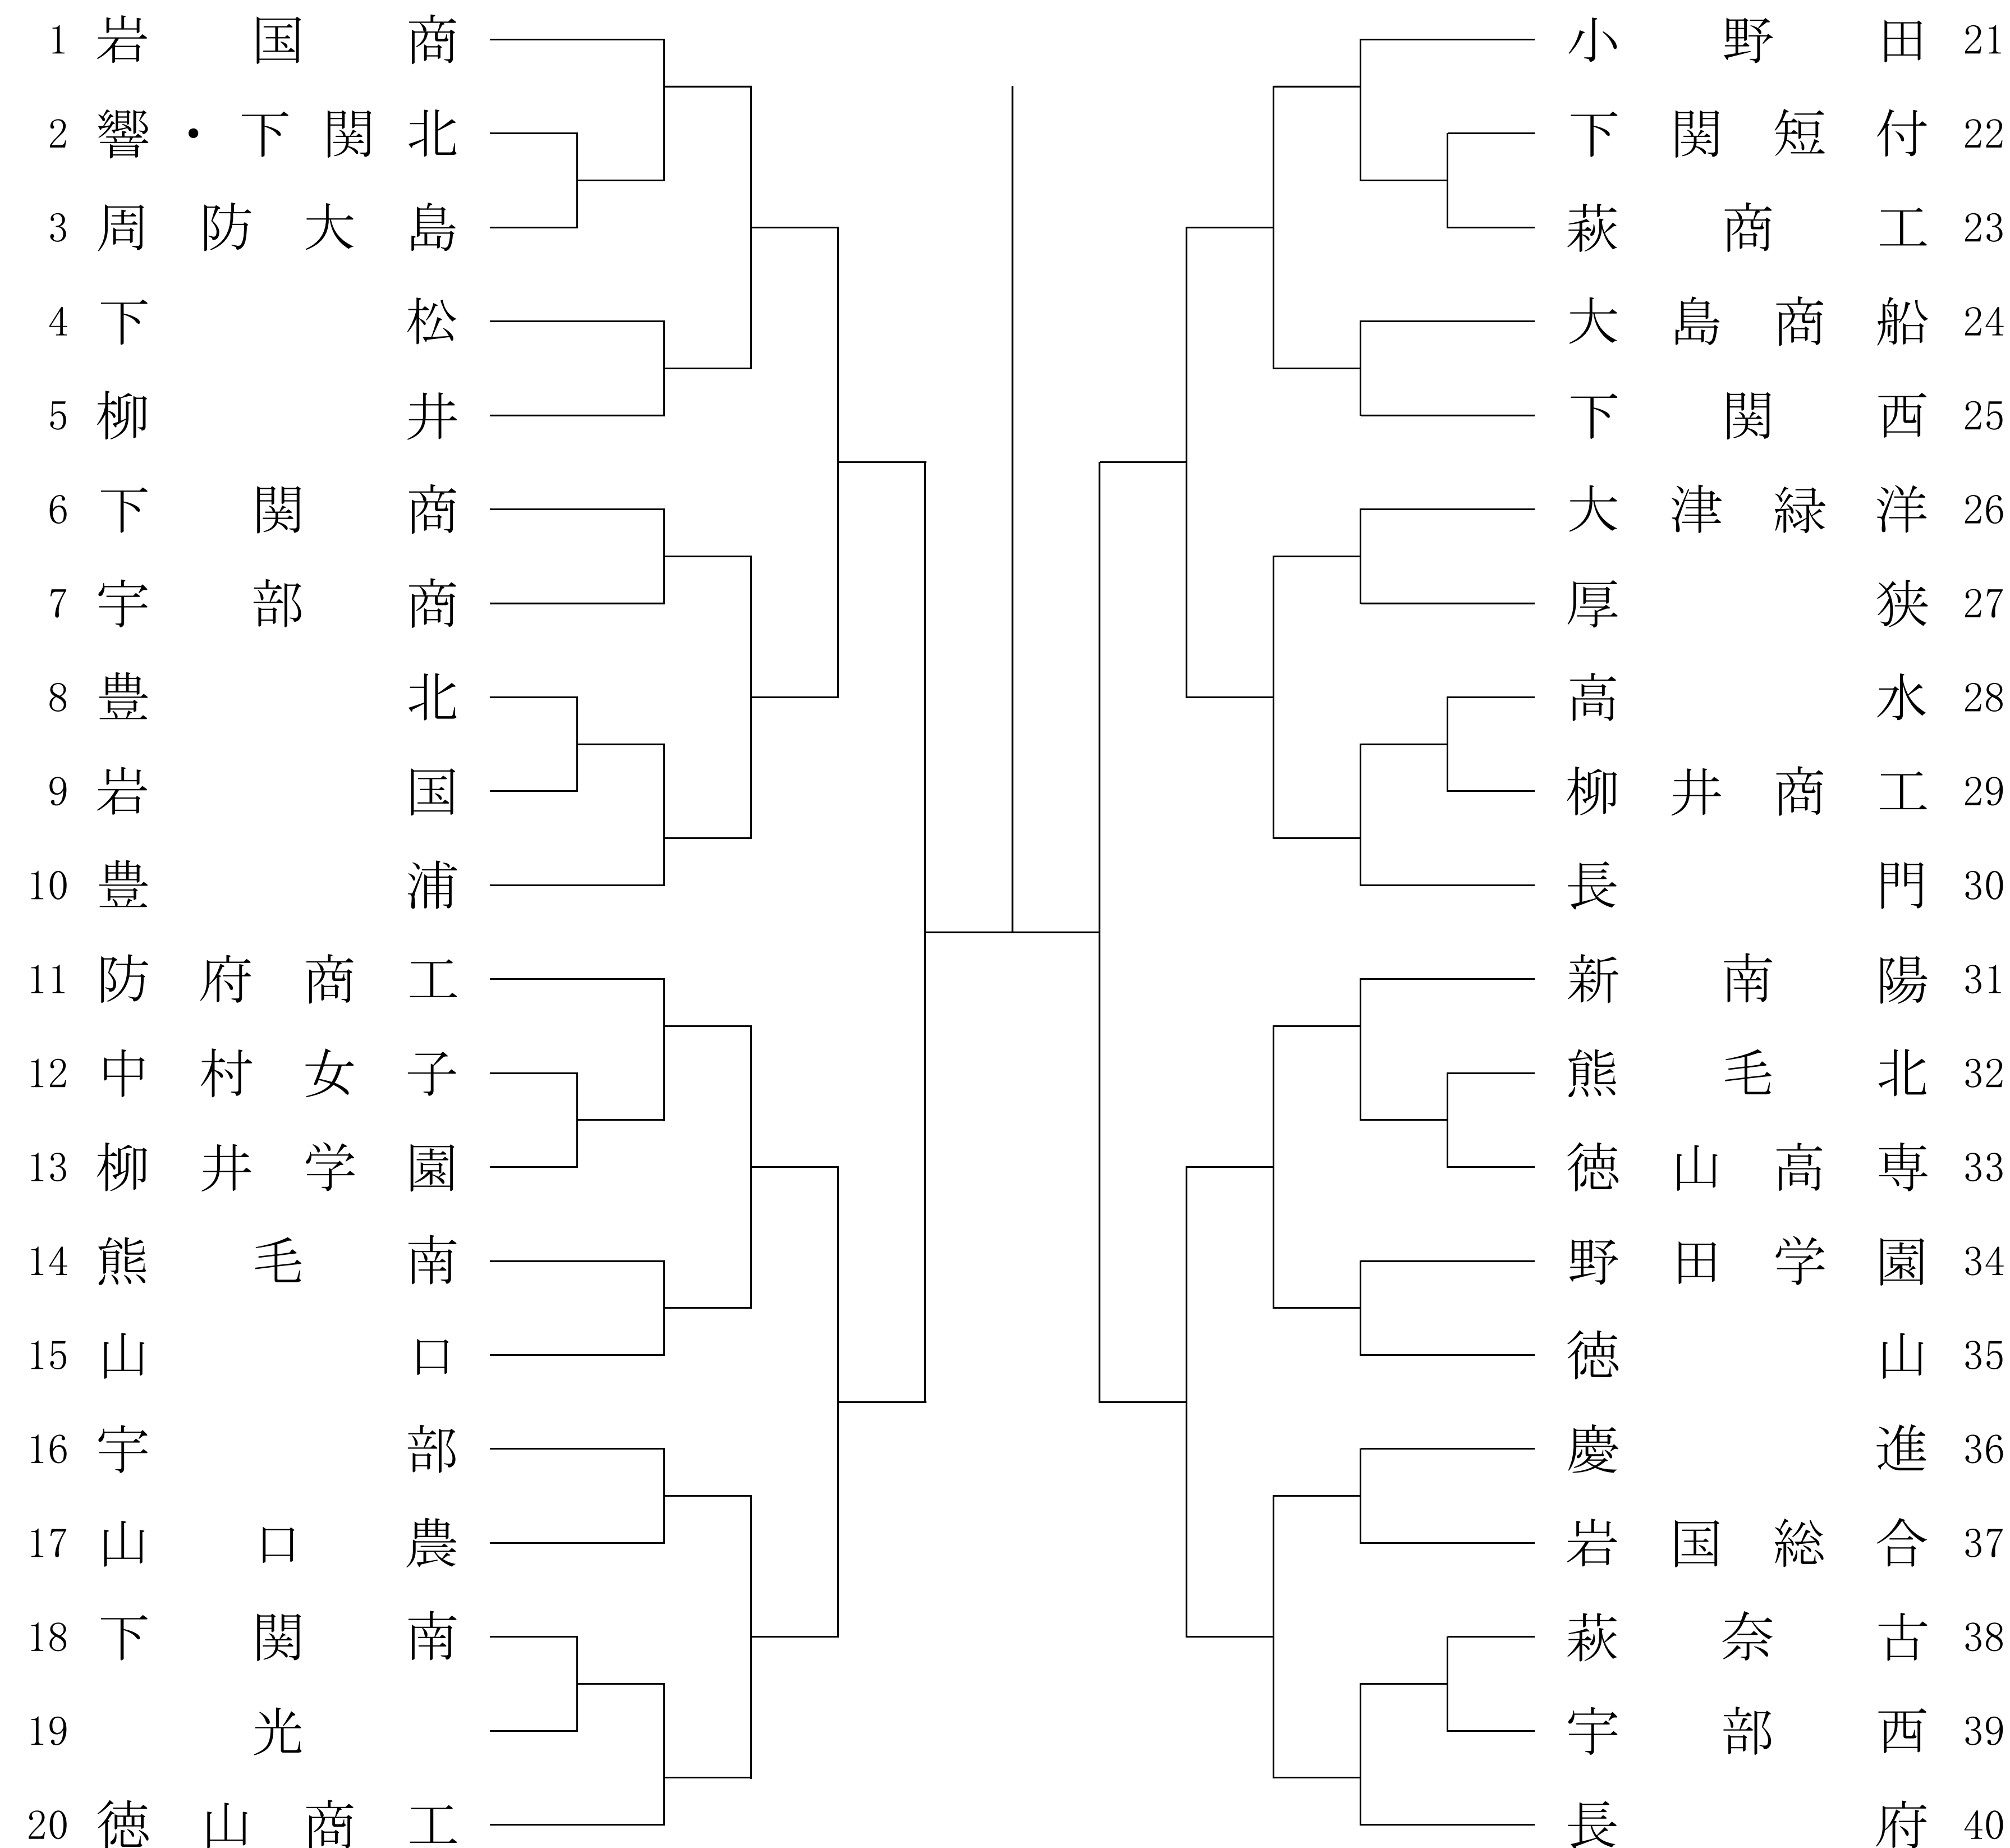 1 岩国商
2 響・下関北
3 周防大島
4 下松
5 柳井
6 下関商
7 宇部商
8 豊北
9 岩国
10 豊浦
11 防府商工
12 中村女子
13 柳井学園
14 熊毛南
15 山口
16 宇部
17 山口農
18 下関南
19 光
20 徳山商工
小野田 21
下関短付 22
萩商工 23
大島商船 24
下関西 25
大津緑洋 26
厚狭 27
高水 28
柳井商工 29
長門 30
新南陽 31
熊毛北 32
徳山高専 33
野田学園 34
徳山 35
慶進 36
岩国総合 37
萩奈古 38
宇部西 39
長府 40